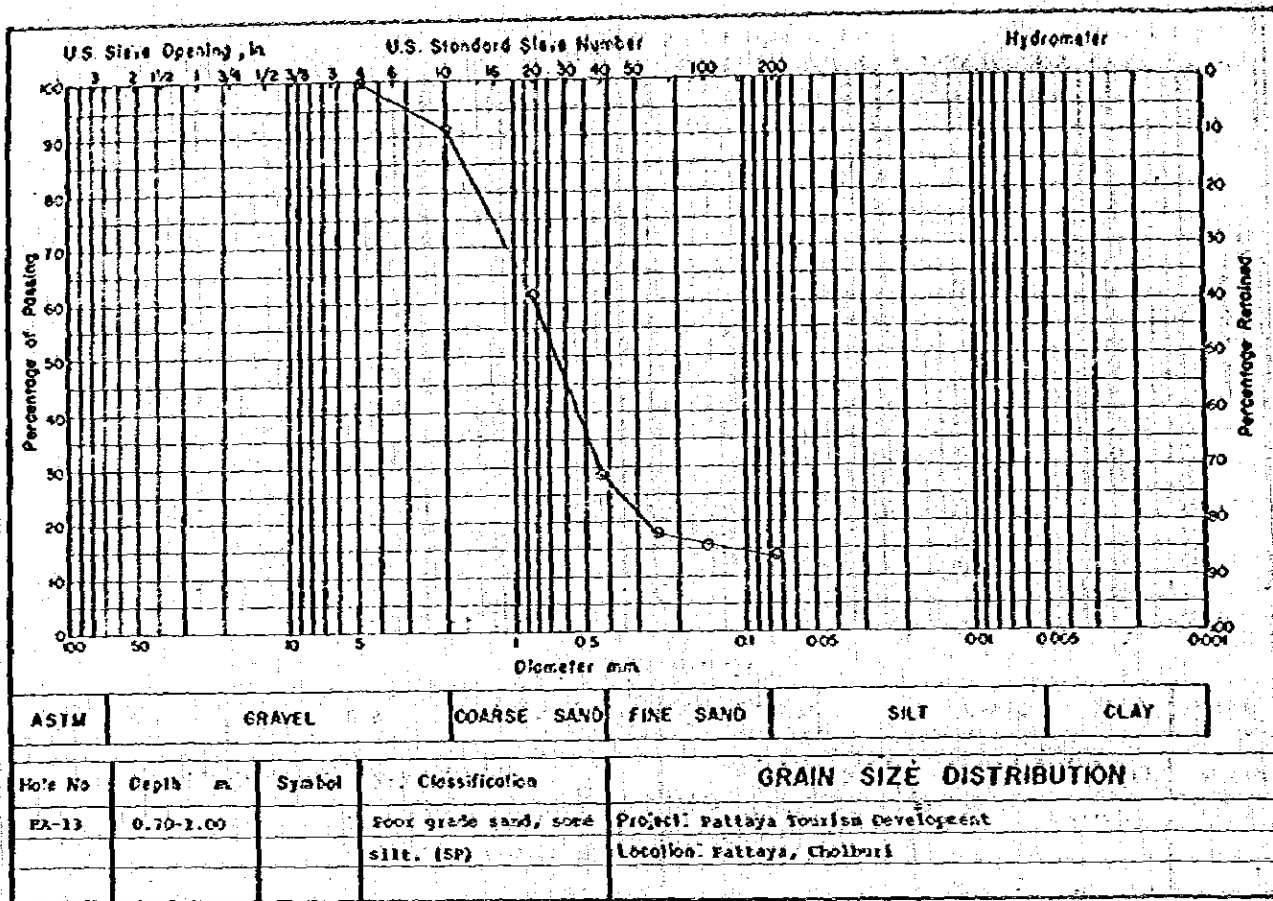 U.S. Sieve Opening, in
U.S. Standard Sieve Number
Hydrometer
3 2 1½ 1 3/4 1/2 3/8 3 4 6 10 16 20 30 40 50 100 200
100 90 80 70 60 50 40 30 20 10 0
Percentage of Passing
0 10 20 30 40 50 60 70 80 90 100
Percentage Retained
100 50 10 5 1 0.5 0.1 0.05 0.01 0.005 0.001
Diameter mm.
ASTM GRAVEL COARSE SAND FINE SAND SILT CLAY
Hole No Depth m. Symbol Classification GRAIN SIZE DISTRIBUTION
0.70-1.00 Poor grade sand, some Project: Pattaya Tourism Development
silt. (SP) Location: Pattaya, Cholburi